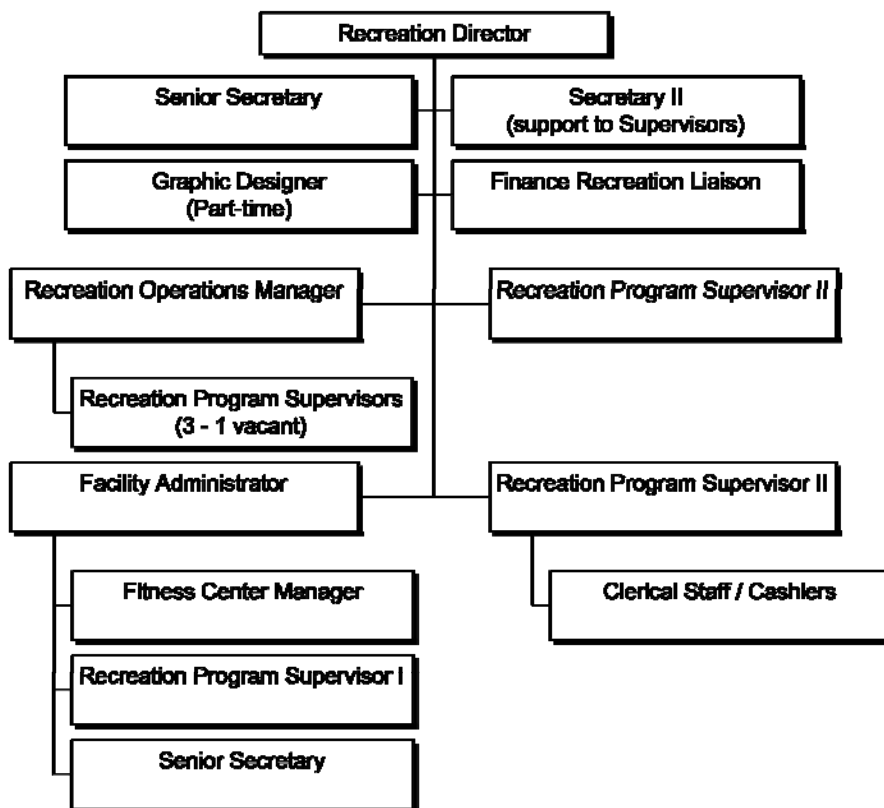 Recreation Director
Senior Secretary
Secretary II
(support to Supervisors)
Graphic Designer
(Part-time)
Finance Recreation Liaison
Recreation Operations Manager
Recreation Program Supervisor II
Recreation Program Supervisors
(3 - 1 vacant)
Facility Administrator
Recreation Program Supervisor II
Fitness Center Manager
Clerical Staff / Cashiers
Recreation Program Supervisor I
Senior Secretary